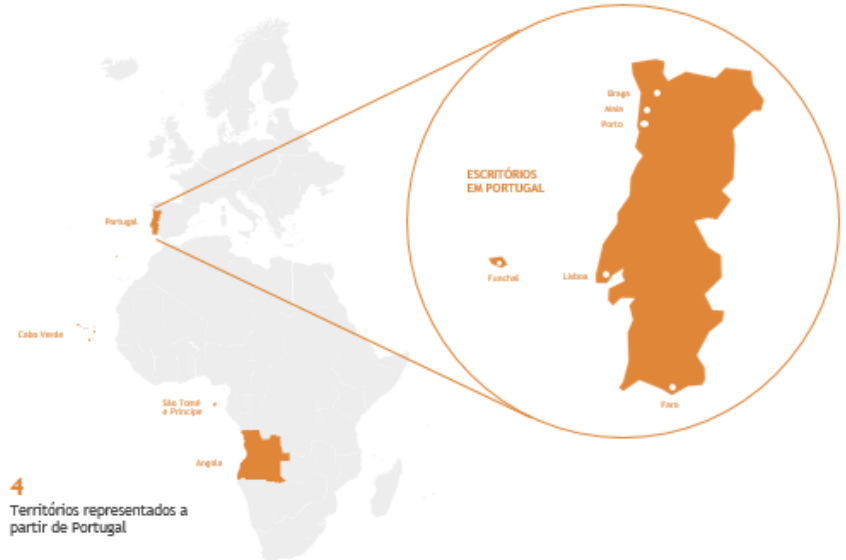 Braga
Maia
Porto
ESCRITÓRIOS
EM PORTUGAL
Portugal
Funchal
Lisboa
Cabo Verde
São Tomé
e Príncipe
Faro
Angola
4
Territórios representados a
partir de Portugal